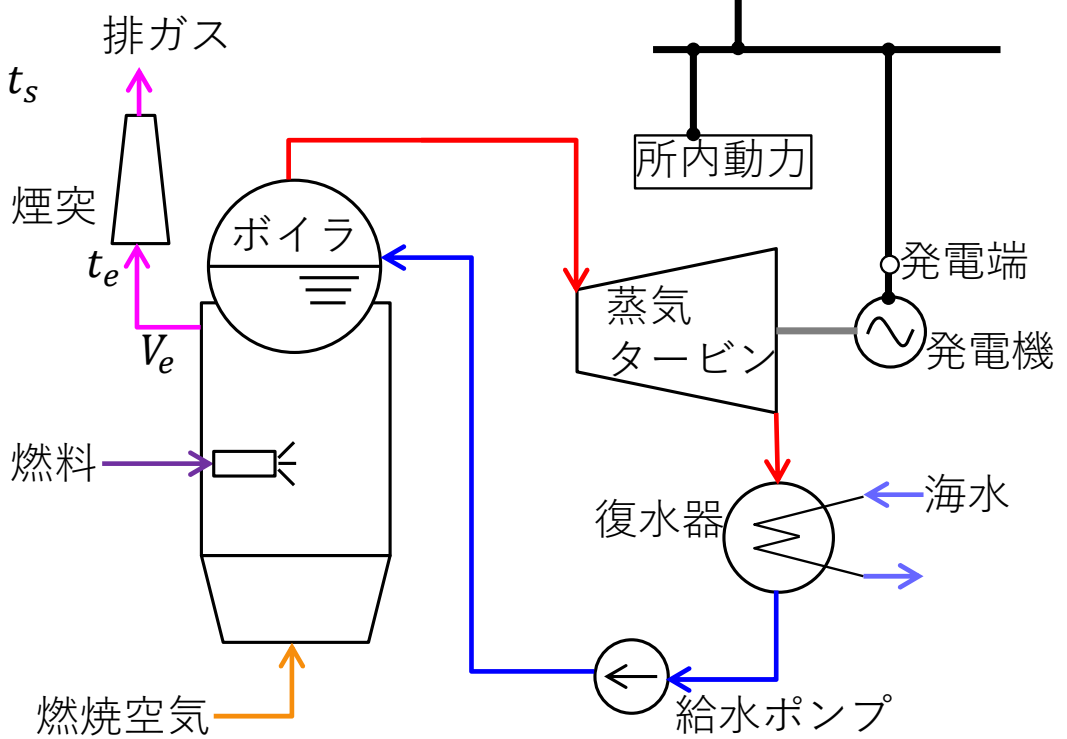 排ガス
t_s
所内動力
煙突
ボイラ
t_e
発電端
蒸気
タービン
発電機
V_e
燃料
復水器
海水
燃焼空気
給水ポンプ